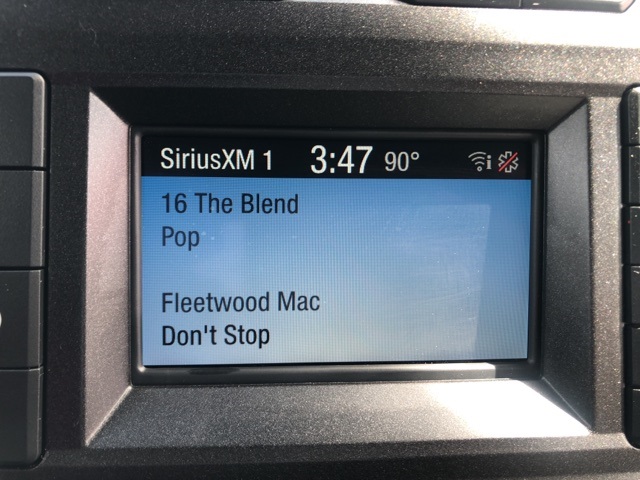 SiriusXM 1 3:47 90°
16 The Blend
Pop
Fleetwood Mac
Don't Stop